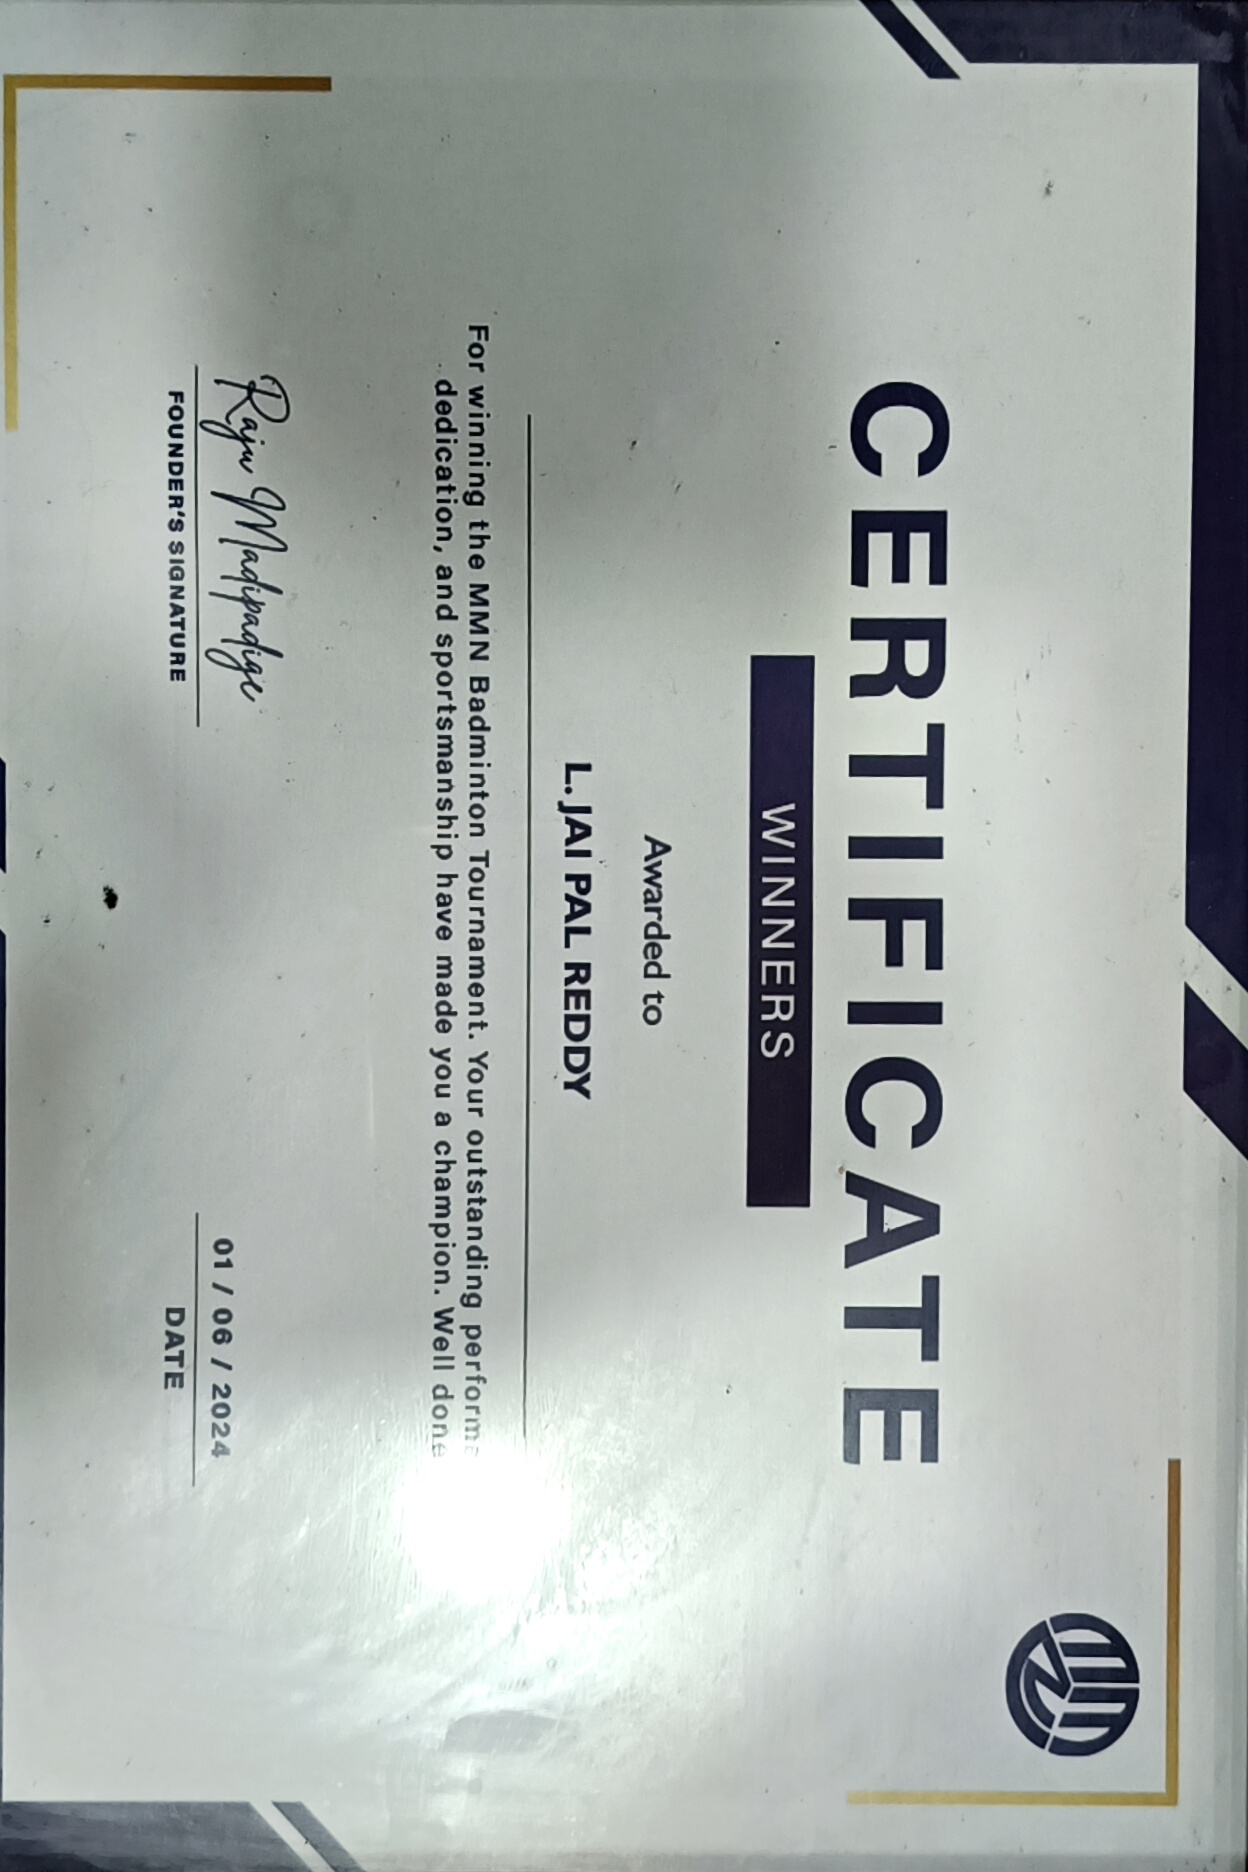 CERTIFICATE
WINNERS
Awarded to
L. JAI PAL REDDY
For winning the MMN Badminton Tournament. Your outstanding
dedication, and sportsmanship have made you a champion. Well done
Raju Madipadige
FOUNDER'S SIGNATURE
01 / 06 / 2024
DATE